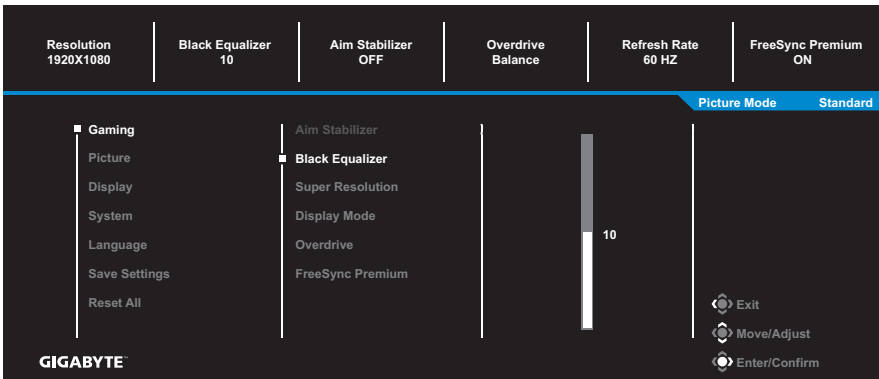 Resolution
1920X1080
Black Equalizer
10
Aim Stabilizer
OFF
Overdrive
Balance
Refresh Rate
60 HZ
FreeSync Premium
ON
Picture Mode Standard
Gaming
Picture
Display
System
Language
Save Settings
Reset All
Aim Stabilizer
Black Equalizer
Super Resolution
Display Mode
Overdrive
FreeSync Premium
10
Exit
Move/Adjust
Enter/Confirm
GIGABYTE™